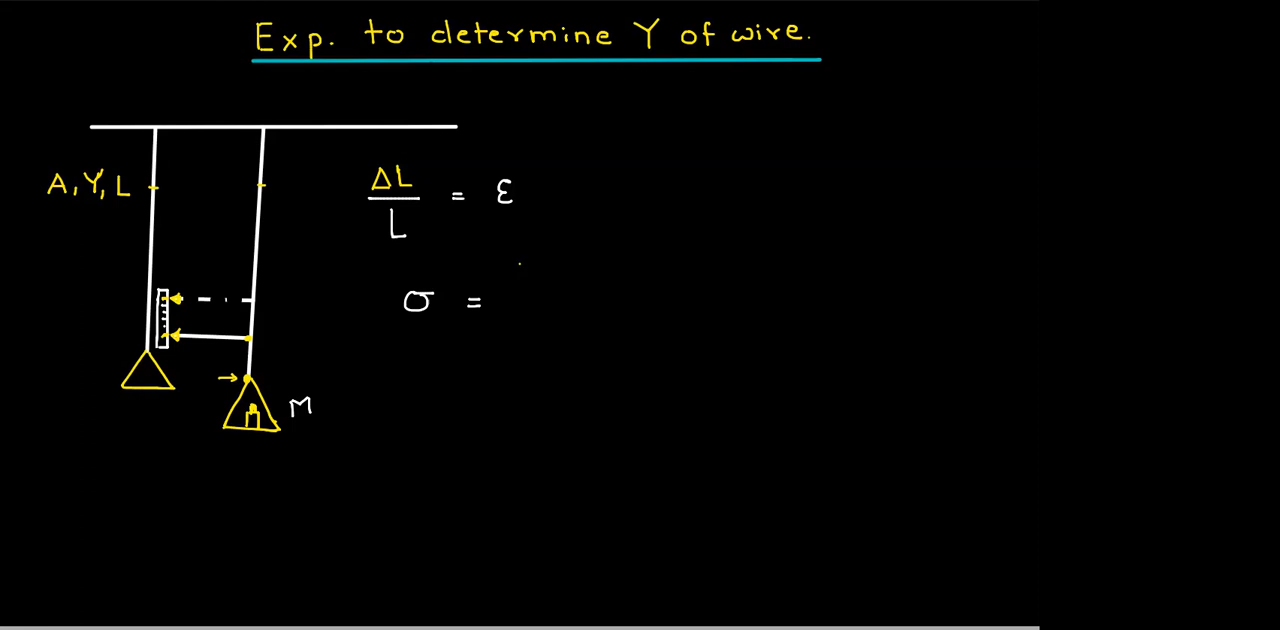 Exp. to determine Y of wire.
A, Y, L
ΔL
L
= ε
σ =
M